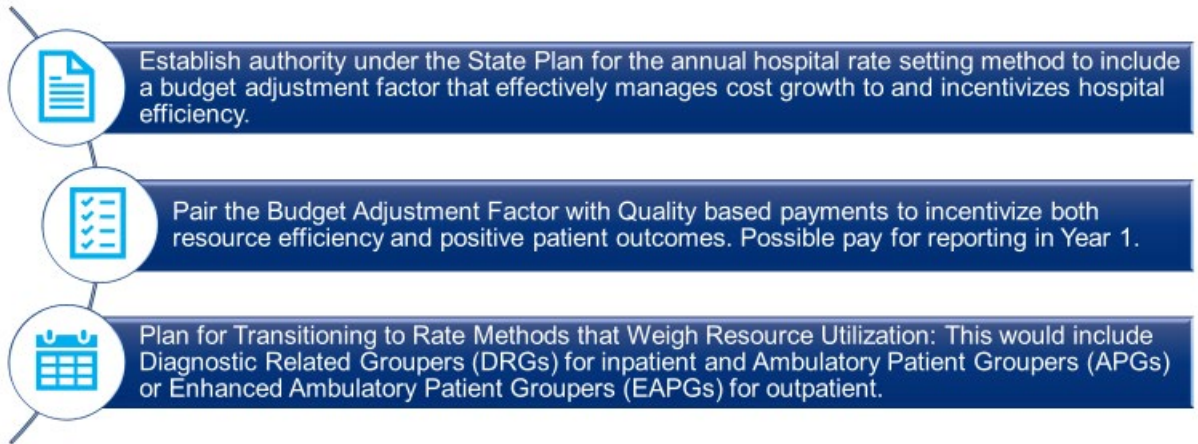 Establish authority under the State Plan for the annual hospital rate setting method to include
a budget adjustment factor that effectively manages cost growth to and incentivizes hospital
efficiency.
Pair the Budget Adjustment Factor with Quality based payments to incentivize both
resource efficiency and positive patient outcomes. Possible pay for reporting in Year 1.
Plan for Transitioning to Rate Methods that Weigh Resource Utilization: This would include
Diagnostic Related Groupers (DRGs) for inpatient and Ambulatory Patient Groupers (APGs)
or Enhanced Ambulatory Patient Groupers (EAPGs) for outpatient.